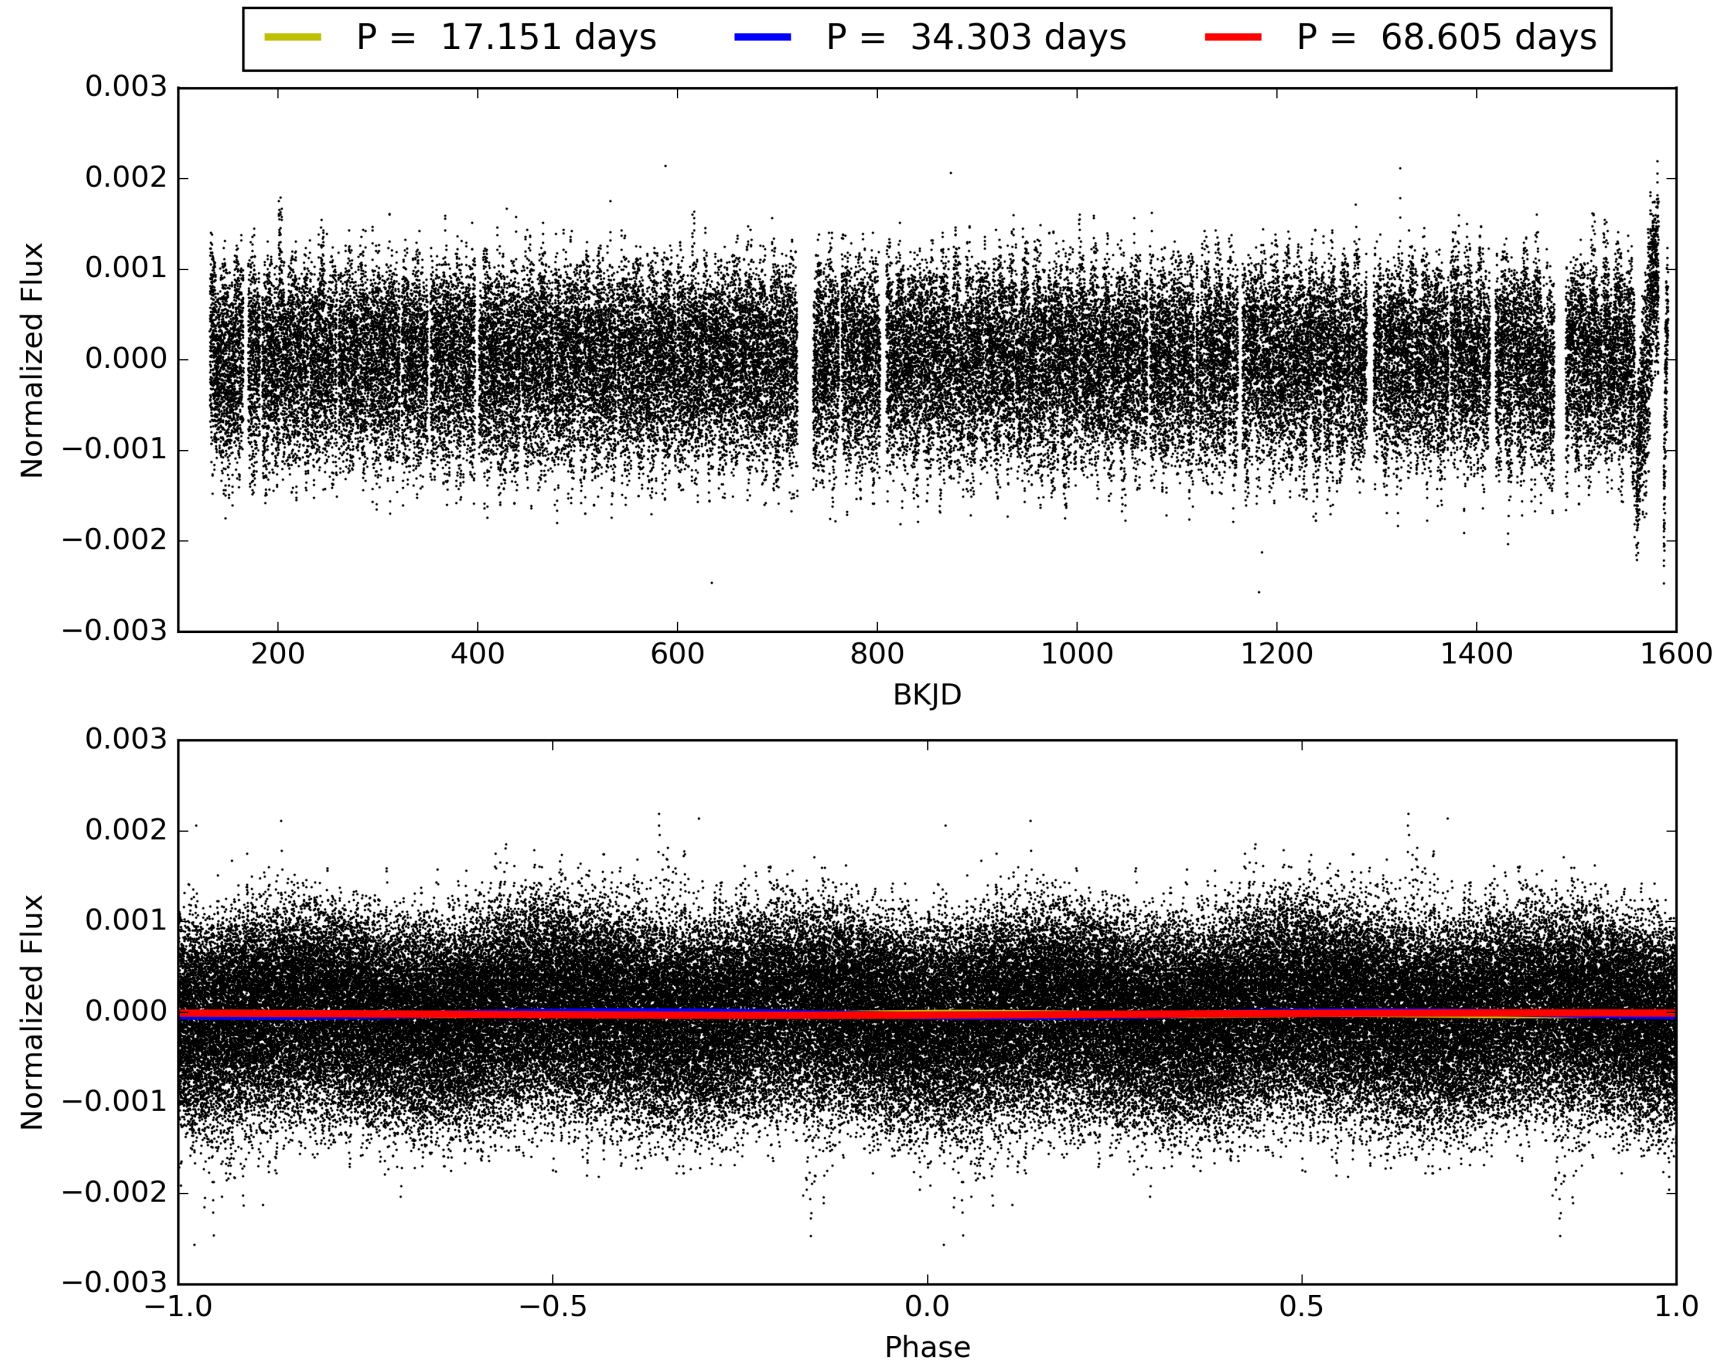 P = 17.151 days P = 34.303 days P = 68.605 days
0.003
0.002
0.001
0.000
−0.001
−0.002
−0.003
Normalized Flux
200 400 600 800 1000 1200 1400 1600
BKJD
0.003
0.002
0.001
0.000
−0.001
−0.002
−0.003
Normalized Flux
−1.0 −0.5 0.0 0.5 1.0
Phase